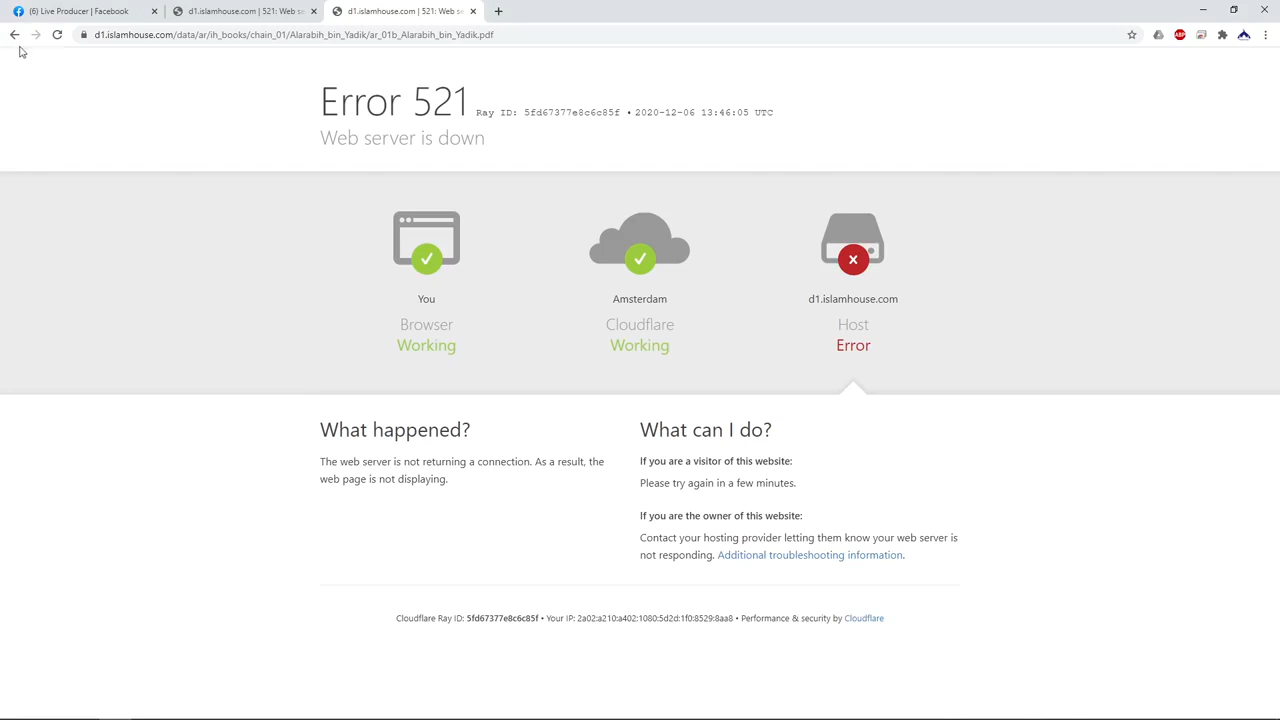 (6) Live Producer | Facebook
d1.islamhouse.com | 521: Web se
d1.islamhouse.com | 521: Web se
d1.islamhouse.com/data/ar/ih_books/chain_01/Alarabih_bin_Yadik/ar_01b_Alarabih_bin_Yadik.pdf
ABP
Error 521 Ray ID: 5fd67377e8c6c85f • 2020-12-06 13:46:05 UTC
Web server is down
You
Browser
Working
Amsterdam
Cloudflare
Working
d1.islamhouse.com
Host
Error
What happened?
The web server is not returning a connection. As a result, the
web page is not displaying.
What can I do?
If you are a visitor of this website:
Please try again in a few minutes.
If you are the owner of this website:
Contact your hosting provider letting them know your web server is
not responding. Additional troubleshooting information.
Cloudflare Ray ID: 5fd67377e8c6c85f • Your IP: 2a02:a210:a402:1080:5d2d:1f0:8529:8aa8 • Performance & security by Cloudflare